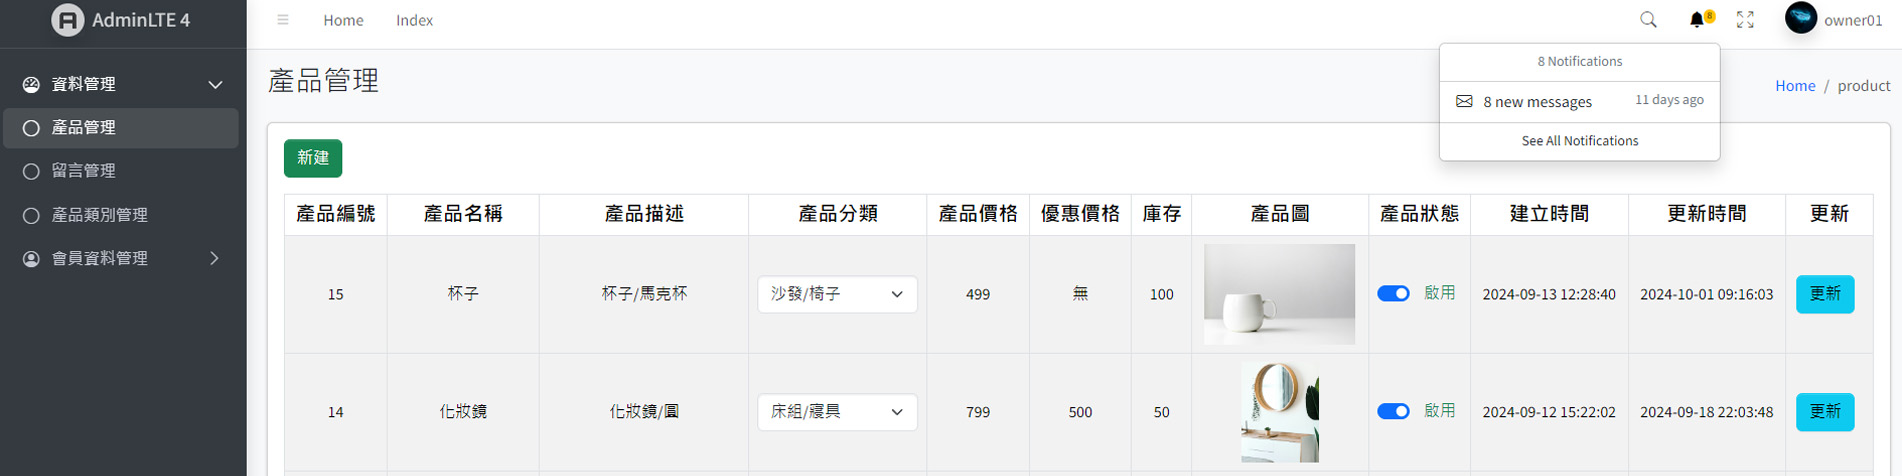 AdminLTE 4
Home Index
8
owner01
8 Notifications
8 new messages 11 days ago
See All Notifications
資料管理
產品管理
留言管理
產品類別管理
會員資料管理
產品管理
Home / product
新建
產品編號 產品名稱 產品描述 產品分類 產品價格 優惠價格 庫存 產品圖 產品狀態 建立時間 更新時間 更新
15 杯子 杯子/馬克杯 沙發/椅子 499 無 100 啟用 2024-09-13 12:28:40 2024-10-01 09:16:03 更新
14 化妝鏡 化妝鏡/圓 床組/寢具 799 500 50 啟用 2024-09-12 15:22:02 2024-09-18 22:03:48 更新